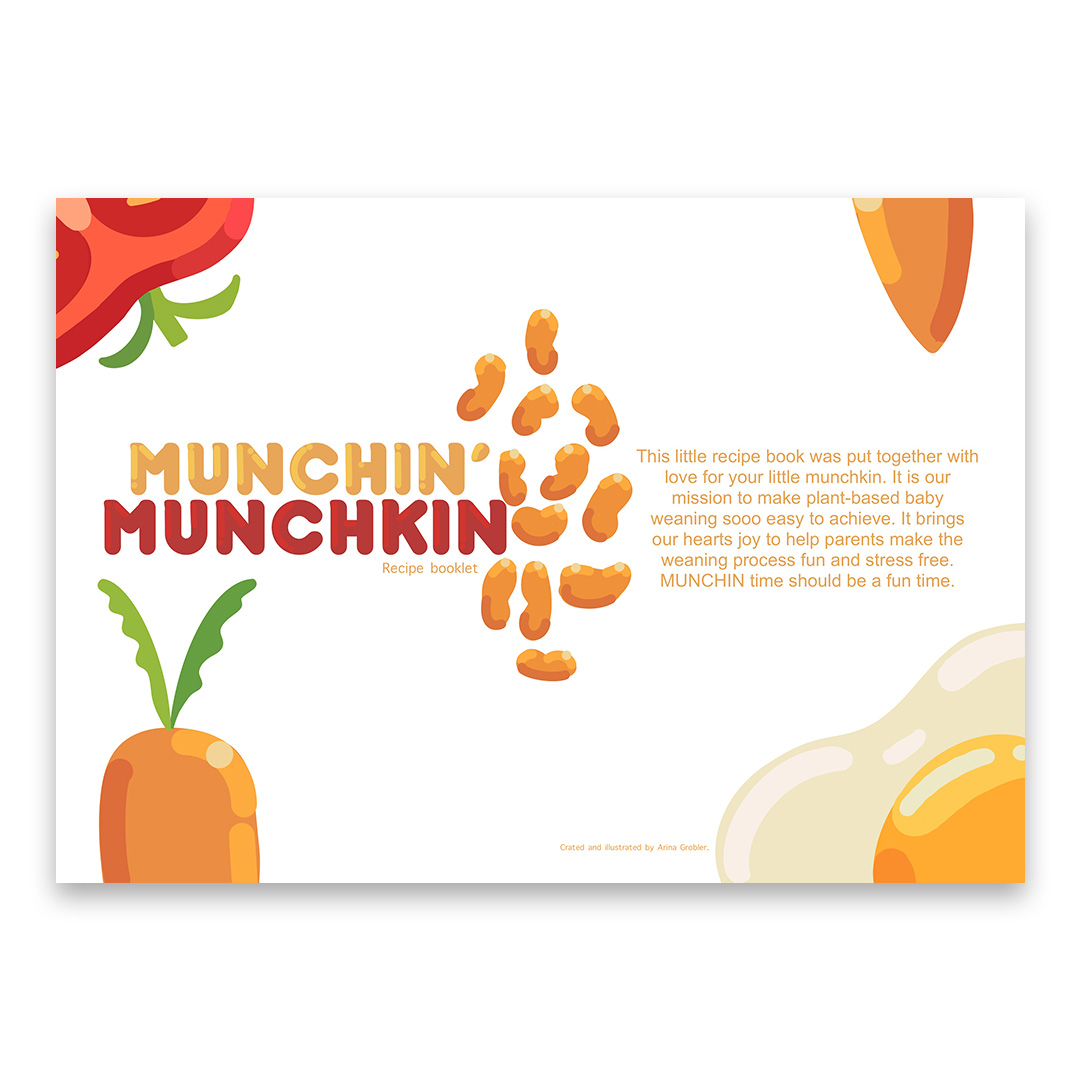 MUNCHIN'
MUNCHKIN
Recipe booklet
This little recipe book was put together with
love for your little munchkin. It is our
mission to make plant-based baby
weaning sooo easy to achieve. It brings
our hearts joy to help parents make the
weaning process fun and stress free.
MUNCHIN time should be a fun time.
Crated and illustrated by Arina Grobler.